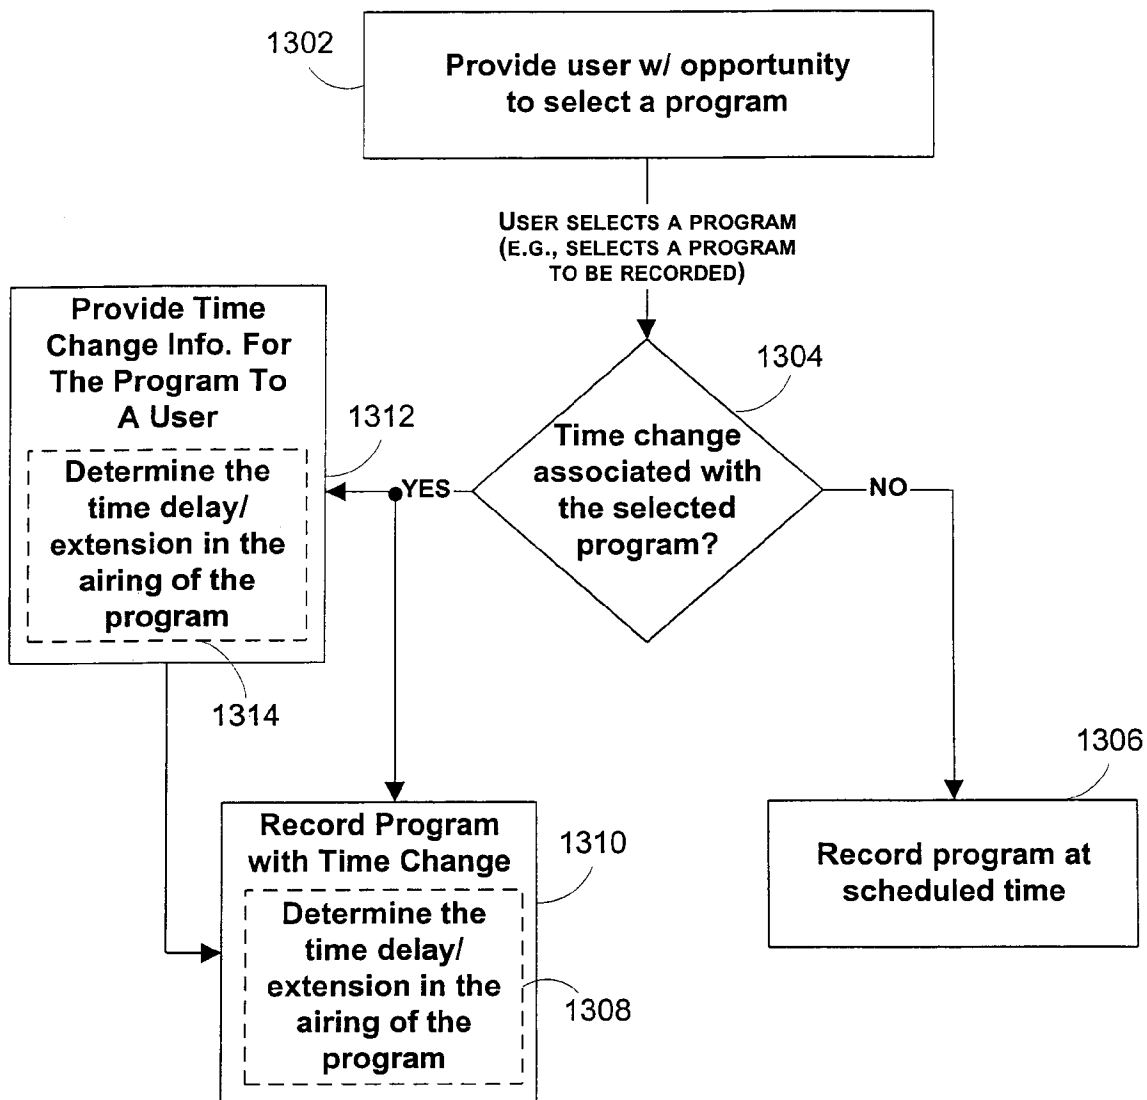 1302
Provide user w/ opportunity
to select a program
USER SELECTS A PROGRAM
(E.G., SELECTS A PROGRAM
TO BE RECORDED)
Provide Time
Change Info. For
The Program To
A User
1312
Determine the
time delay/
extension in the
airing of the
program
1314
1304
Time change
associated with
the selected
program?
YES
NO
1306
Record program at
scheduled time
Record Program
with Time Change
1310
Determine the
time delay/
extension in the
airing of the
program
1308